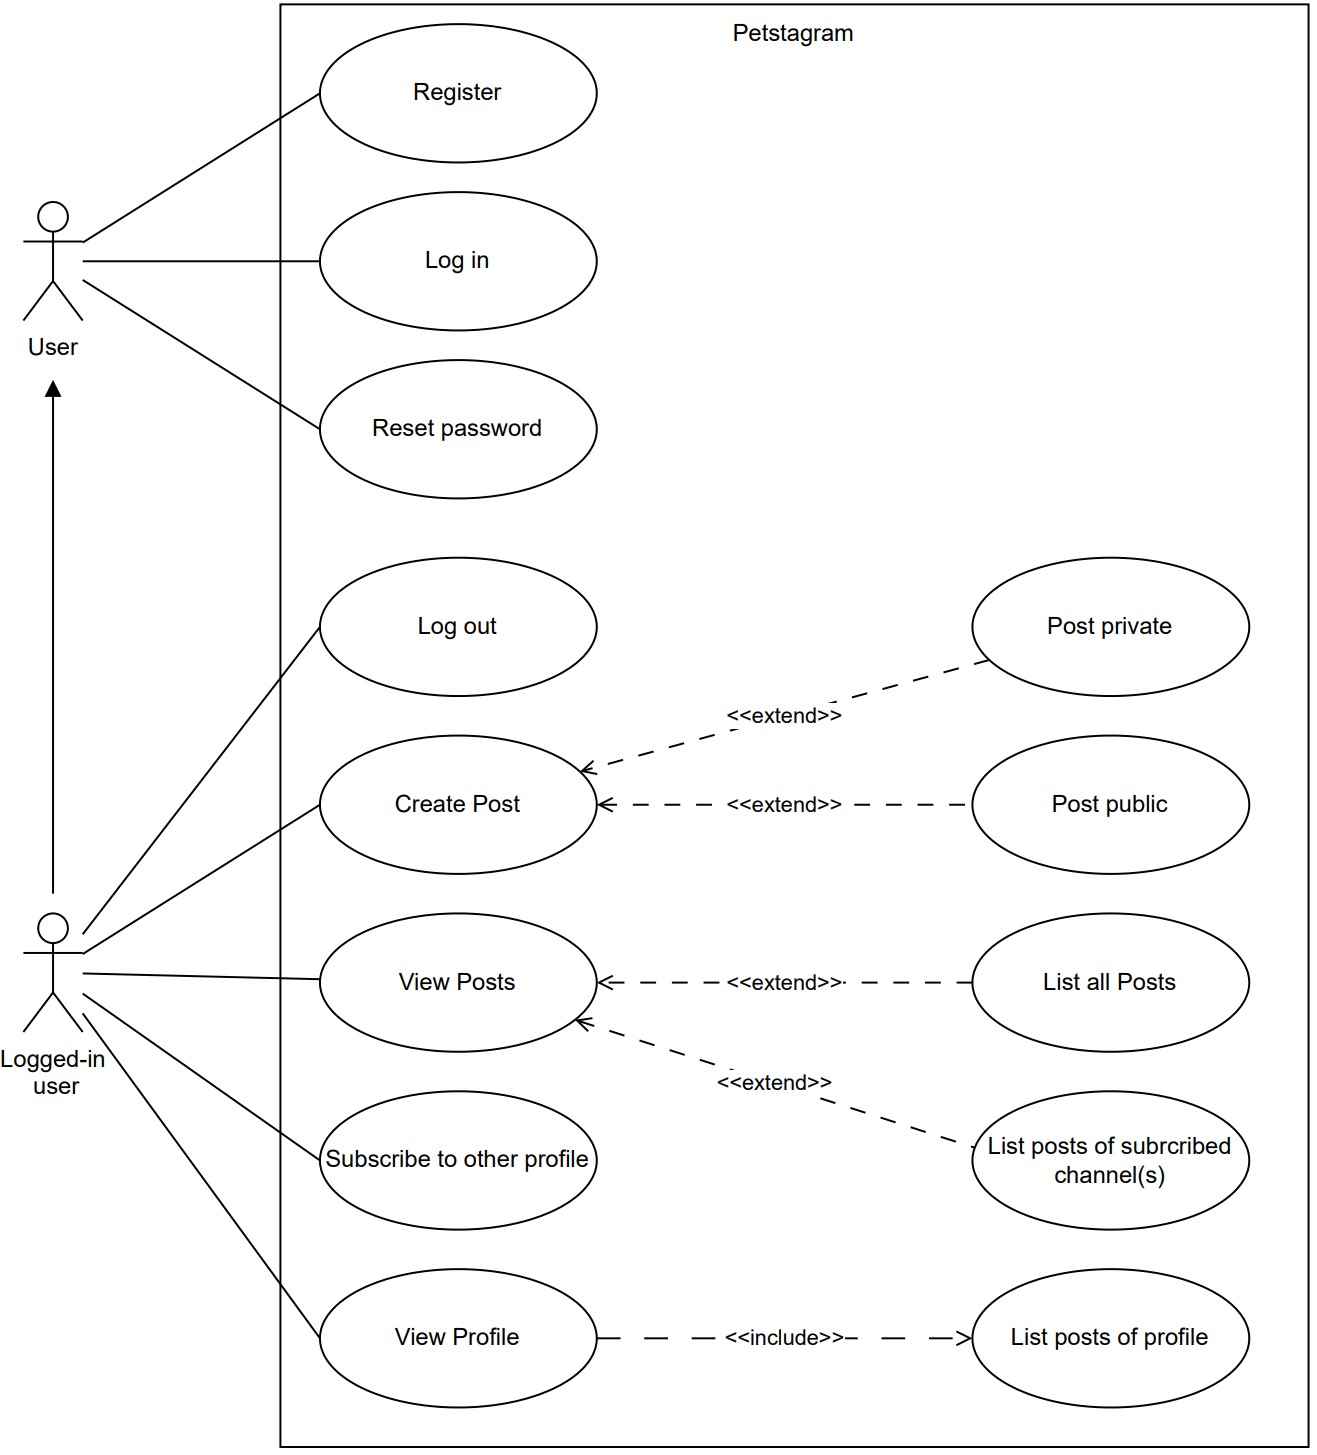 Petstagram
Register
Log in
User
Reset password
Log out
Post private
<<extend>>
Create Post
<<extend>>
Post public
View Posts
<<extend>>
List all Posts
Logged-in
user
<<extend>>
Subscribe to other profile
List posts of subrcribed
channel(s)
View Profile
<<include>>
List posts of profile